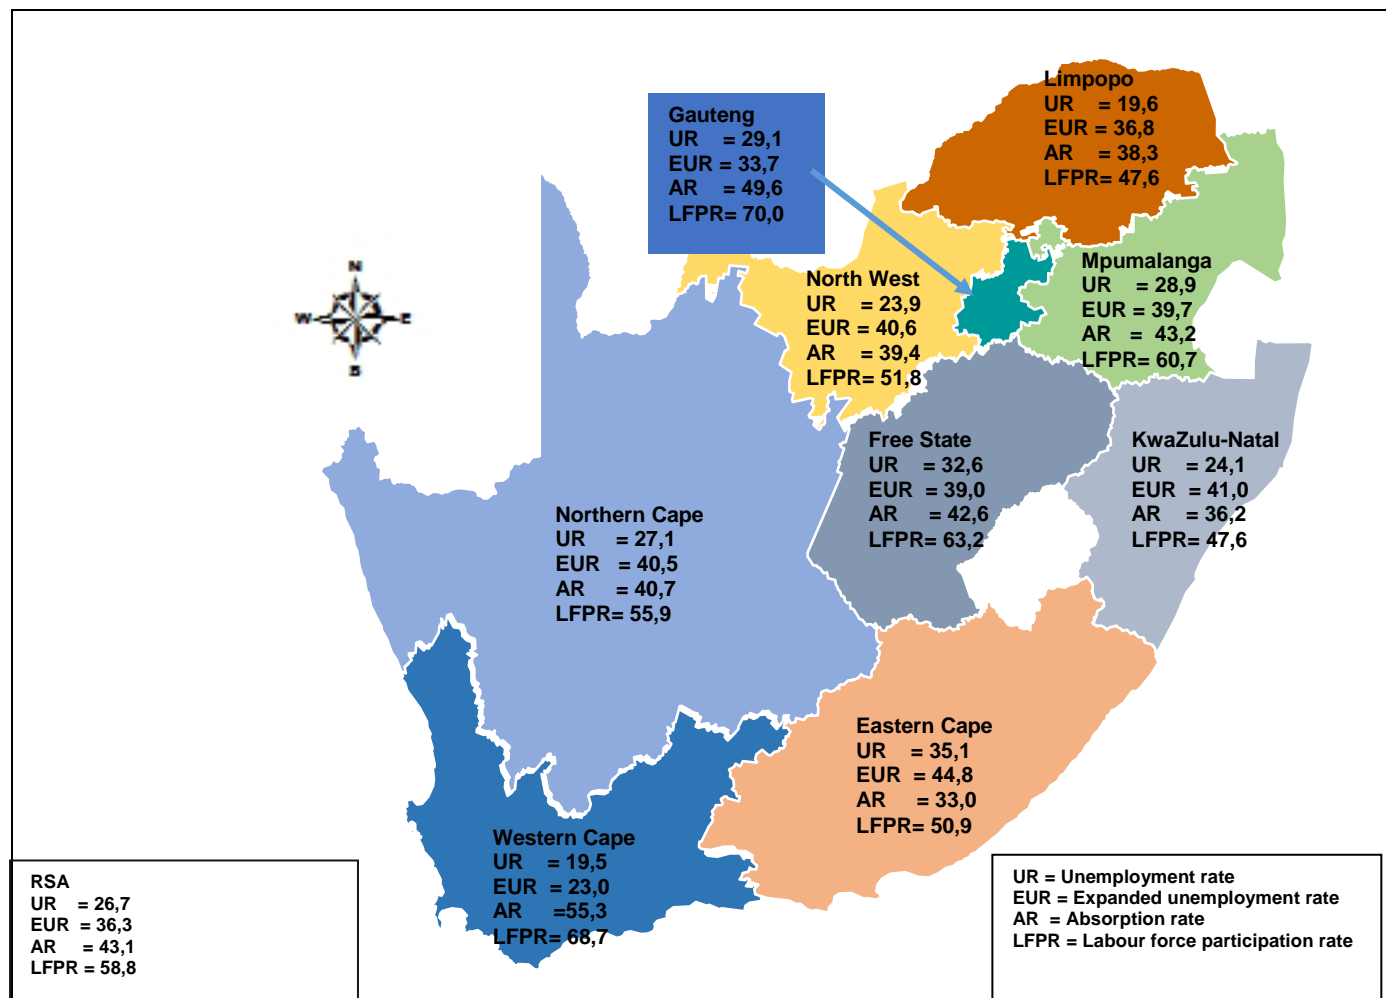 Limpopo
UR = 19,6
EUR = 36,8
AR = 38,3
LFPR= 47,6
Gauteng
UR = 29,1
EUR = 33,7
AR = 49,6
LFPR= 70,0
N
W
E
S
North West
UR = 23,9
EUR = 40,6
AR = 39,4
LFPR= 51,8
Mpumalanga
UR = 28,9
EUR = 39,7
AR = 43,2
LFPR= 60,7
Free State
UR = 32,6
EUR = 39,0
AR = 42,6
LFPR= 63,2
KwaZulu-Natal
UR = 24,1
EUR = 41,0
AR = 36,2
LFPR= 47,6
Northern Cape
UR = 27,1
EUR = 40,5
AR = 40,7
LFPR= 55,9
Eastern Cape
UR = 35,1
EUR = 44,8
AR = 33,0
LFPR= 50,9
Western Cape
UR = 19,5
EUR = 23,0
AR =55,3
LFPR= 68,7
RSA
UR = 26,7
EUR = 36,3
AR = 43,1
LFPR = 58,8
UR = Unemployment rate
EUR = Expanded unemployment rate
AR = Absorption rate
LFPR = Labour force participation rate